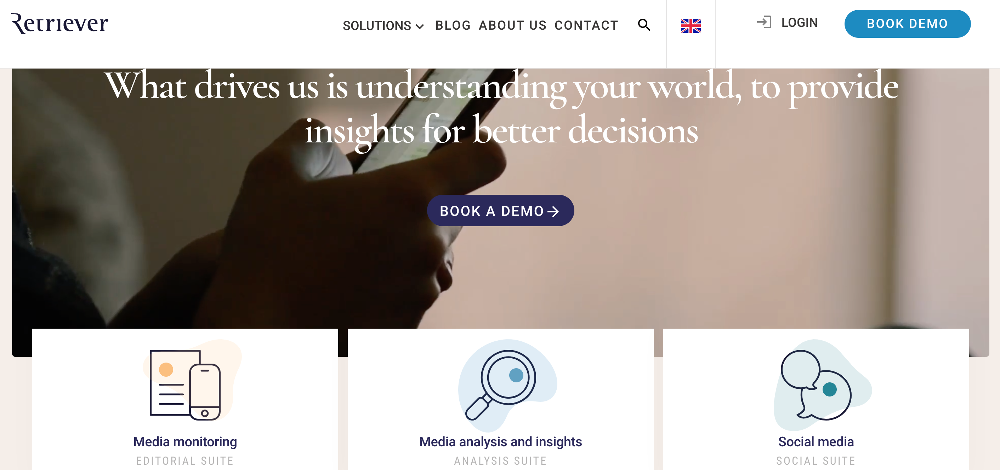 Retriever
SOLUTIONS BLOG ABOUT US CONTACT LOGIN BOOK DEMO
What drives us is understanding your world, to provide
insights for better decisions
BOOK A DEMO
Media monitoring
EDITORIAL SUITE
Media analysis and insights
ANALYSIS SUITE
Social media
SOCIAL SUITE